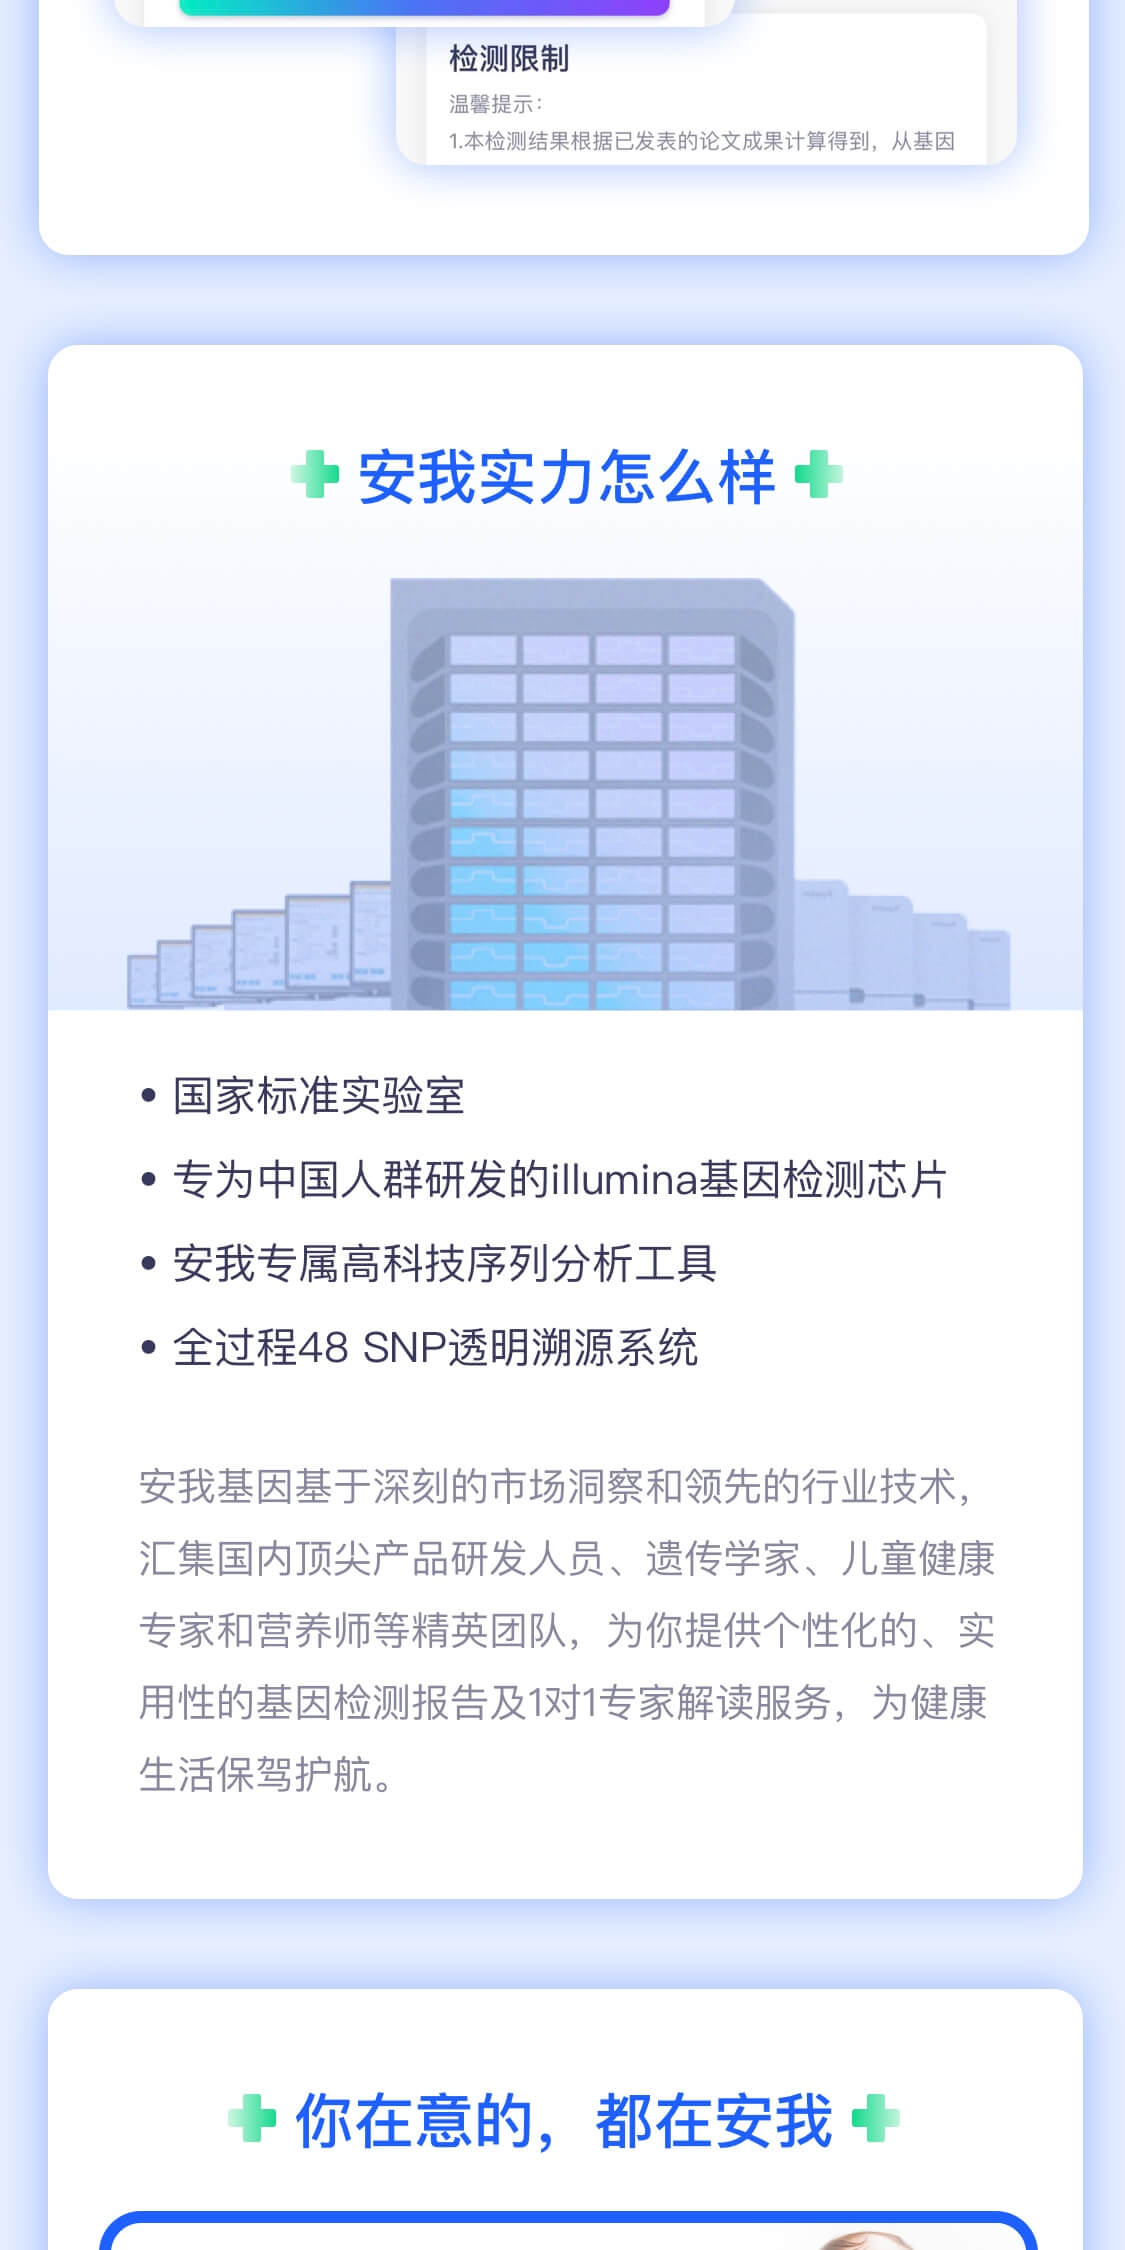 检测限制
温馨提示：
1.本检测结果根据已发表的论文成果计算得到，从基因
安我实力怎么样
• 国家标准实验室
• 专为中国人群研发的illumina基因检测芯片
• 安我专属高科技序列分析工具
• 全过程48 SNP透明溯源系统
安我基因基于深刻的市场洞察和领先的行业技术，
汇集国内顶尖产品研发人员、遗传学家、儿童健康
专家和营养师等精英团队，为你提供个性化的、实
用性的基因检测报告及1对1专家解读服务，为健康
生活保驾护航。
你在意的，都在安我